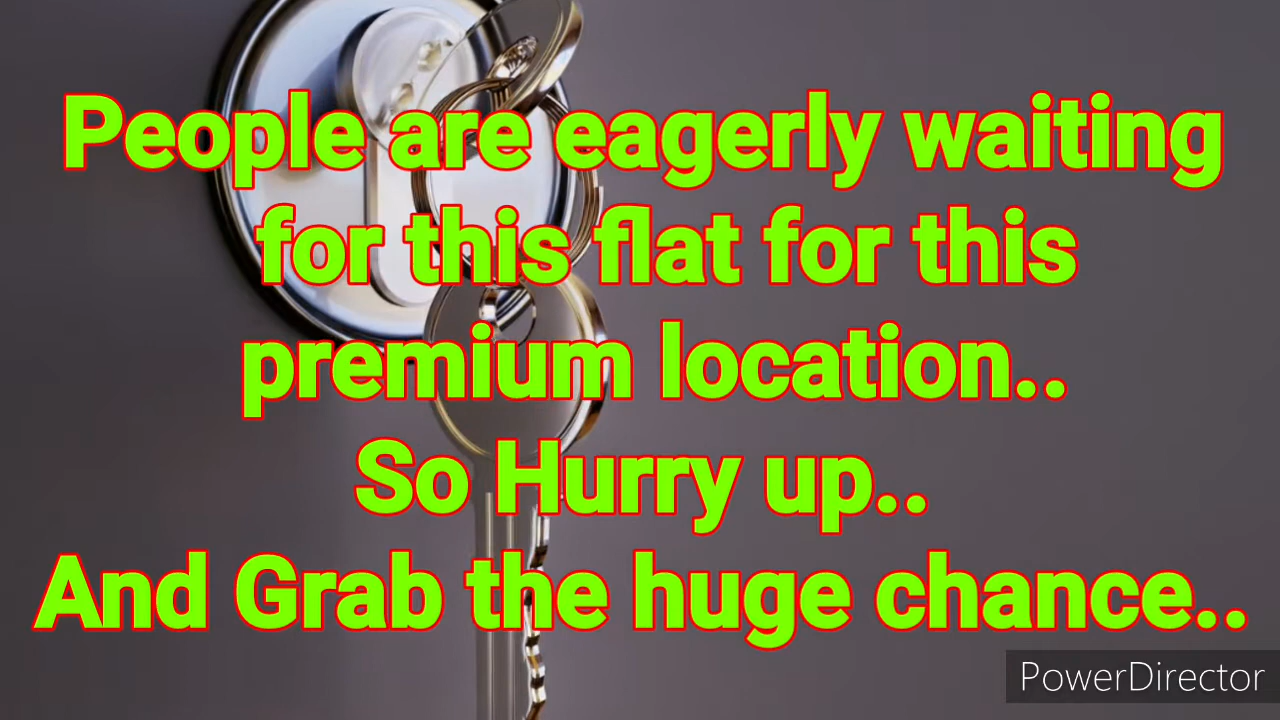 People are eagerly waiting
for this flat for this
premium location..
So Hurry up..
And Grab the huge chance..
PowerDirector